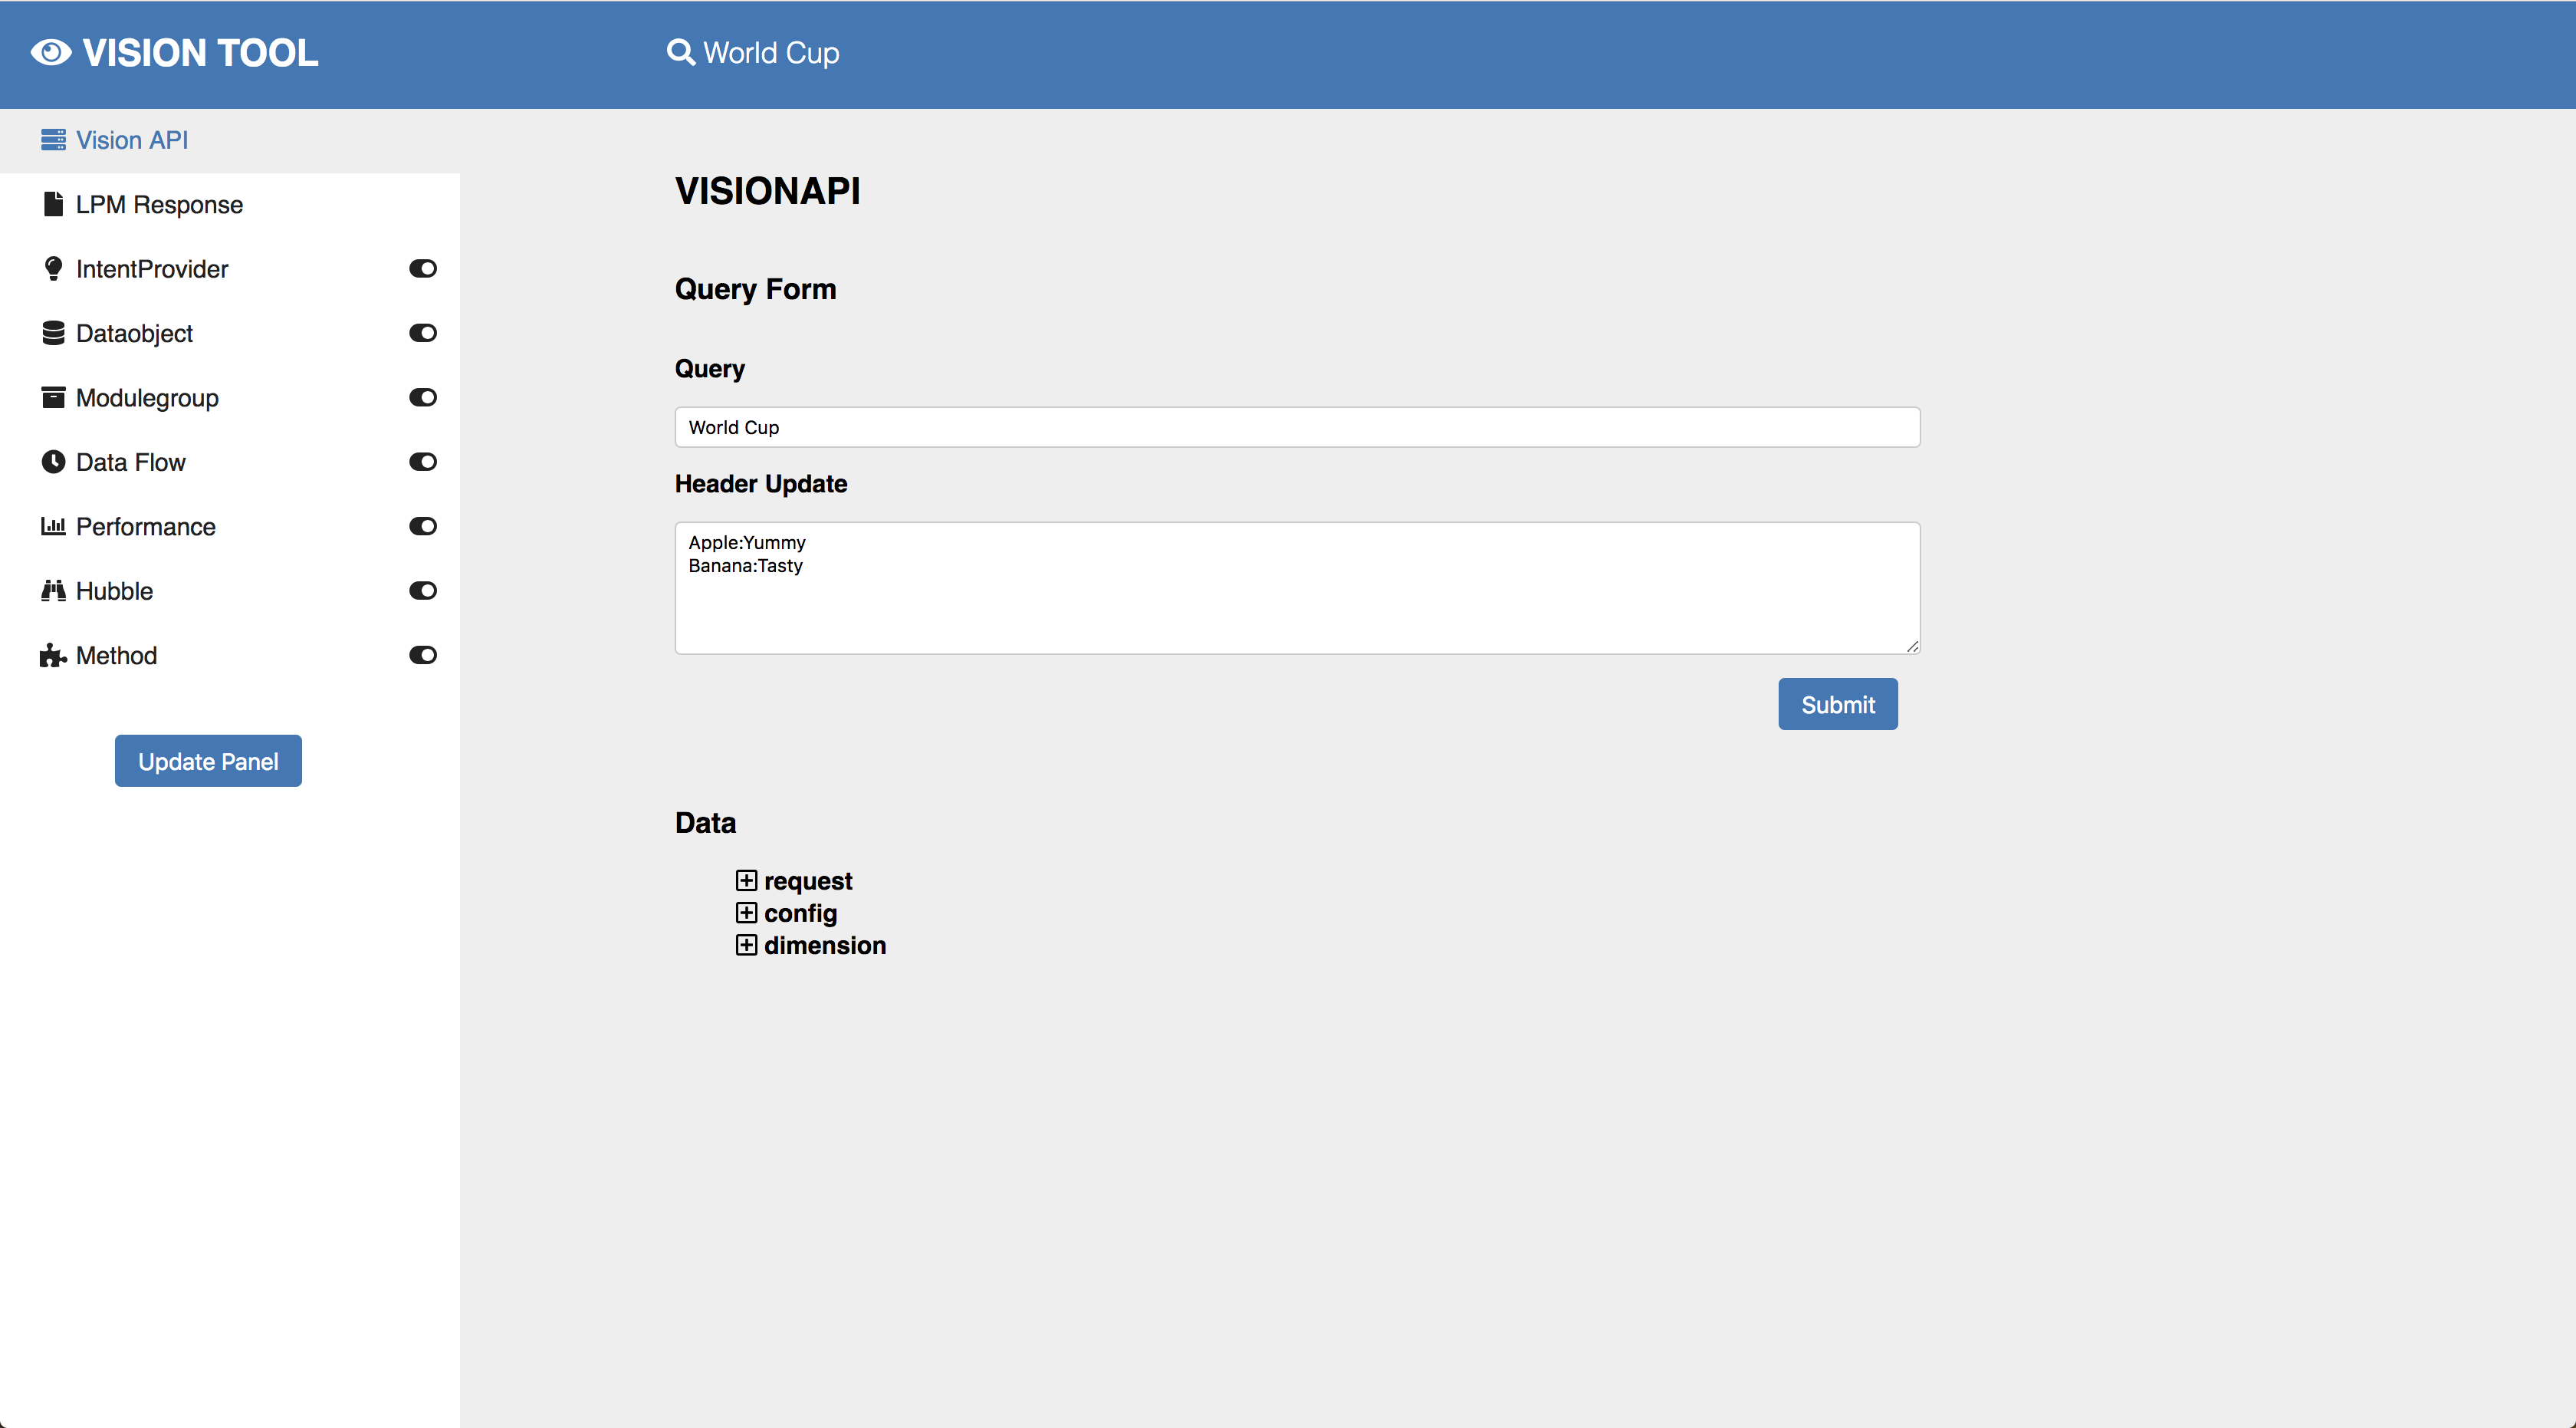 VISION TOOL
World Cup
Vision API
LPM Response
IntentProvider
Dataobject
Modulegroup
Data Flow
Performance
Hubble
Method
Update Panel
VISIONAPI
Query Form
Query
World Cup
Header Update
Apple:Yummy
Banana:Tasty
Submit
Data
request
config
dimension